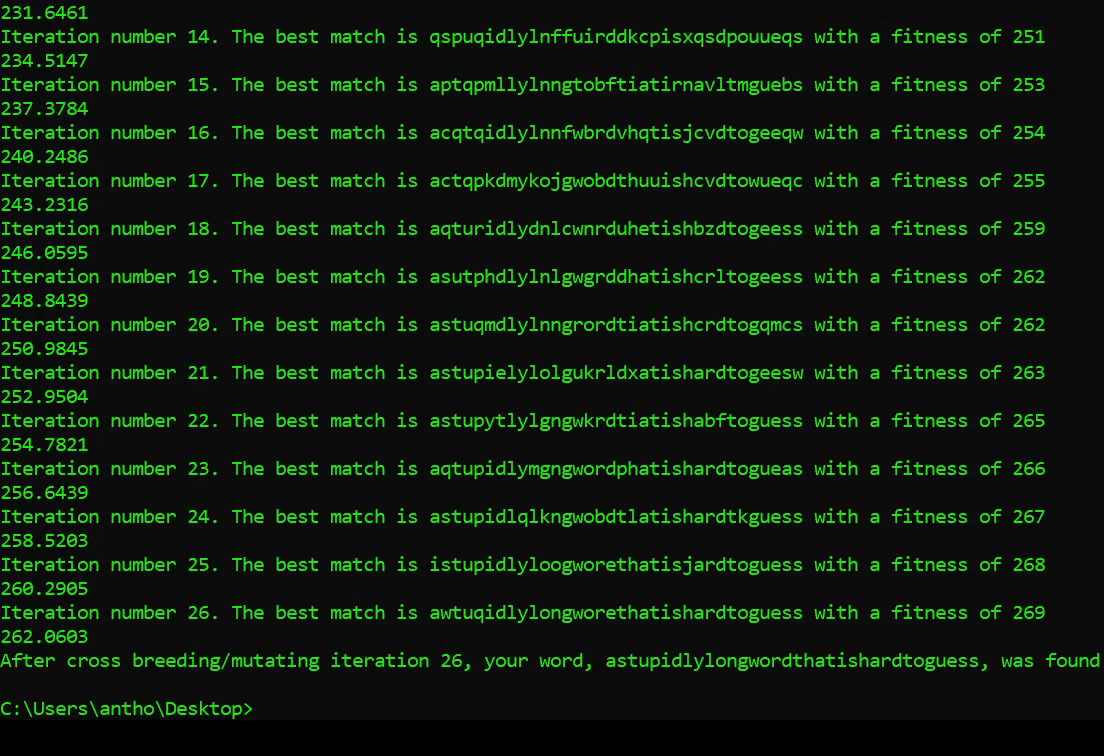 231.6461
Iteration number 14. The best match is qspuqidlylnffuirddkcpisxqsdpouueqs with a fitness of 251
234.5147
Iteration number 15. The best match is aptqpmllylnngtobftiatirnavltmguebs with a fitness of 253
237.3784
Iteration number 16. The best match is acqtqidlylnnfwbrdvhqtisjcvdtogeeqw with a fitness of 254
240.2486
Iteration number 17. The best match is actqpkdmykojgwobdthuuishcvdtowueqc with a fitness of 255
243.2316
Iteration number 18. The best match is aqturidlydnlcwnrduhetishbzdtogeess with a fitness of 259
246.0595
Iteration number 19. The best match is asutphdlylnlgwgrddhatishcrltogeess with a fitness of 262
248.8439
Iteration number 20. The best match is astuqmdlylnngrordtiatishcrdtogqmcs with a fitness of 262
250.9845
Iteration number 21. The best match is astupielylolgukrldxatishardtogeesw with a fitness of 263
252.9504
Iteration number 22. The best match is astupytlylgngwkrdtiatishabftoguess with a fitness of 265
254.7821
Iteration number 23. The best match is aqtupidlymgngwordphatishardtogueas with a fitness of 266
256.6439
Iteration number 24. The best match is astupidlqlkngwobdtlatishardtkguess with a fitness of 267
258.5203
Iteration number 25. The best match is istupidlyloogworethatisjardtoguess with a fitness of 268
260.2905
Iteration number 26. The best match is awtuqidlylongworethatishardtoguess with a fitness of 269
262.0603
After cross breeding/mutating iteration 26, your word, astupidlylongwordthatishardtoguess, was found
C:\Users\antho\Desktop>